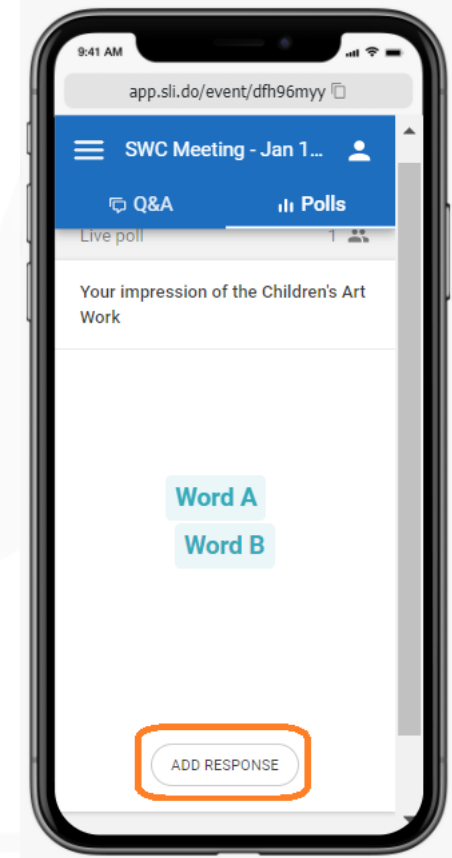 9:41 AM
app.sli.do/event/dfh96myy
SWC Meeting - Jan 1...
Q&A Polls
Live poll 1
Your impression of the Children's Art
Work
Word A
Word B
ADD RESPONSE